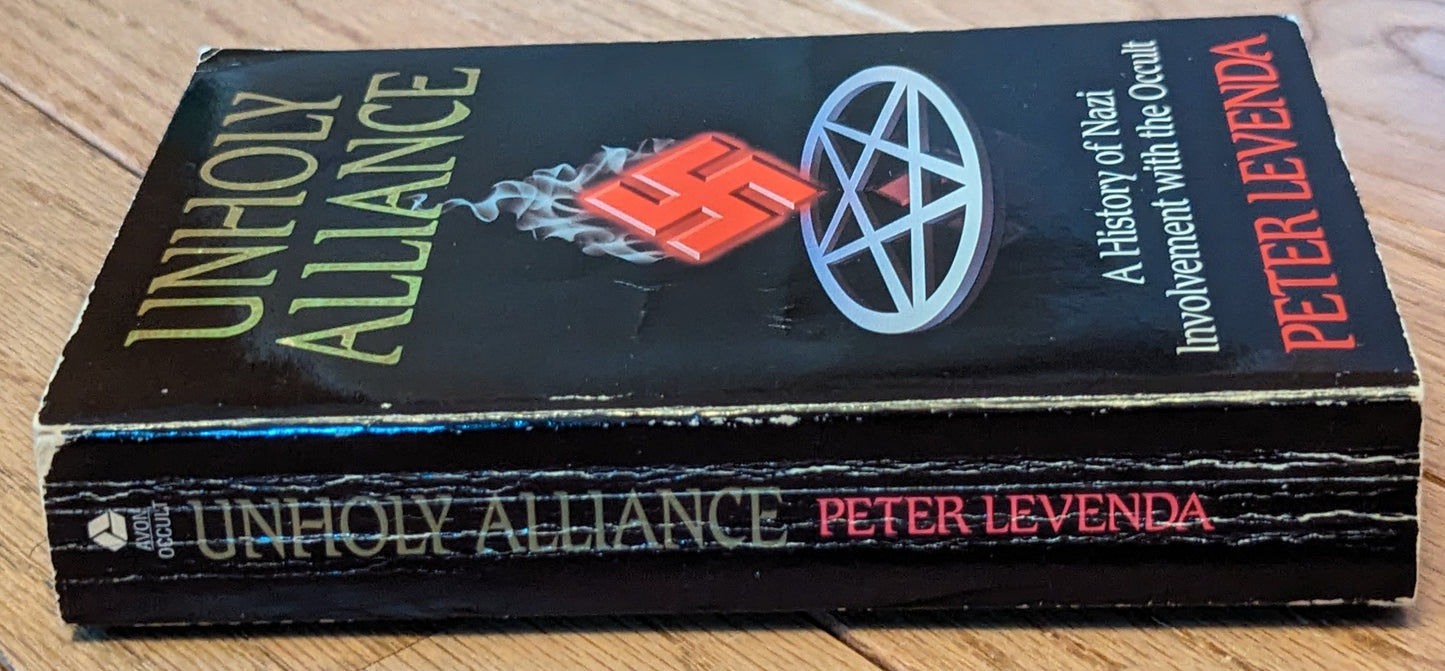 UNHOLY
ALLIANCE
A History of Nazi
Involvement with the Occult
PETER LEVENDA
AVON
OCCULT
UNHOLY ALLIANCE PETER LEVENDA